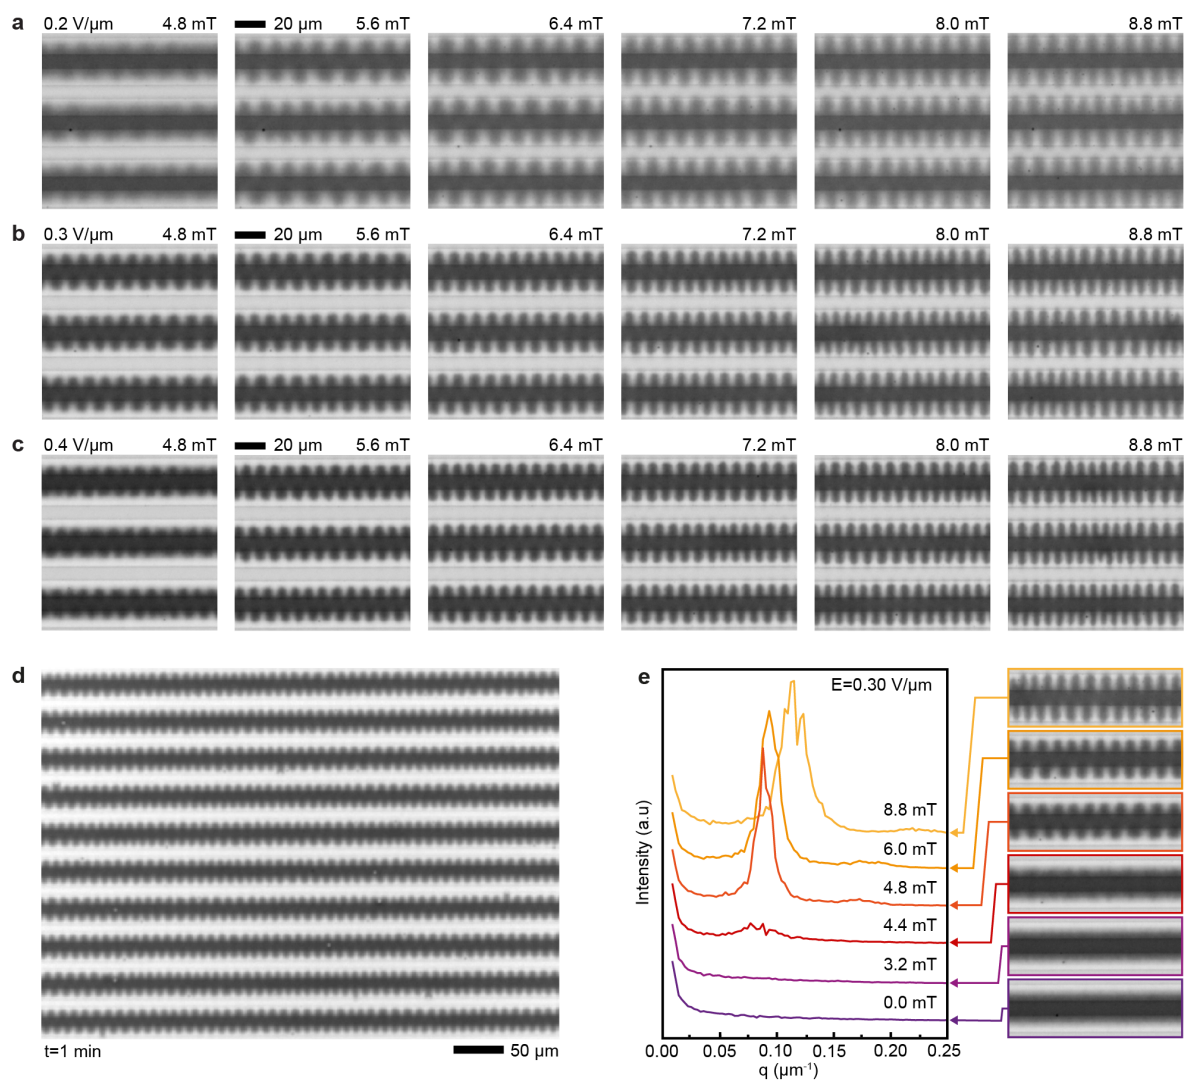 a 0.2 V/μm 4.8 mT 20 μm 5.6 mT 6.4 mT 7.2 mT 8.0 mT 8.8 mT
b 0.3 V/μm 4.8 mT 20 μm 5.6 mT 6.4 mT 7.2 mT 8.0 mT 8.8 mT
c 0.4 V/μm 4.8 mT 20 μm 5.6 mT 6.4 mT 7.2 mT 8.0 mT 8.8 mT
d
t=1 min 50 μm
e
E=0.30 V/μm
Intensity (a.u)
8.8 mT
6.0 mT
4.8 mT
4.4 mT
3.2 mT
0.0 mT
0.00 0.05 0.10 0.15 0.20 0.25
q (μm⁻¹)